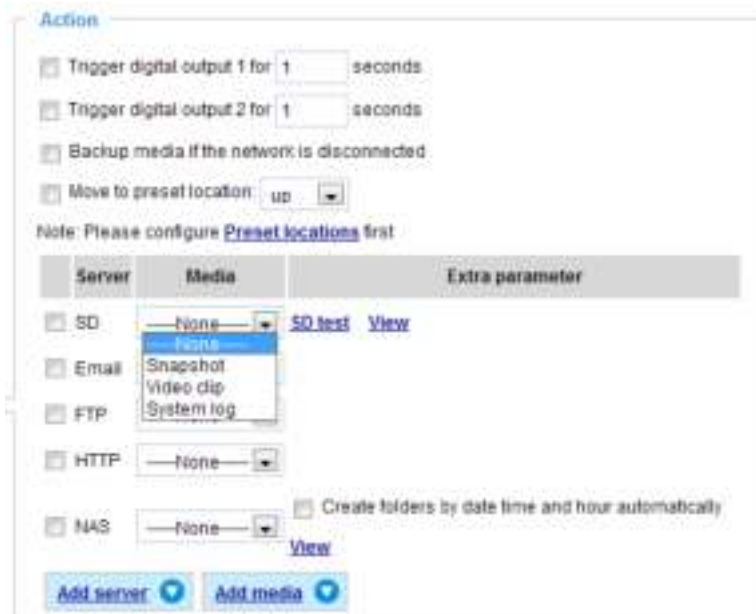 Action
Trigger digital output 1 for 1 seconds
Trigger digital output 2 for 1 seconds
Backup media if the network is disconnected
Move to preset location: up
Note: Please configure Preset locations first
Server Media Extra parameter
SD -----None----- SD test View
-----None-----
Email Snapshot
Video clip
FTP System log
HTTP -----None-----
Create folders by date time and hour automatically
NAS -----None-----
View
Add server Add media